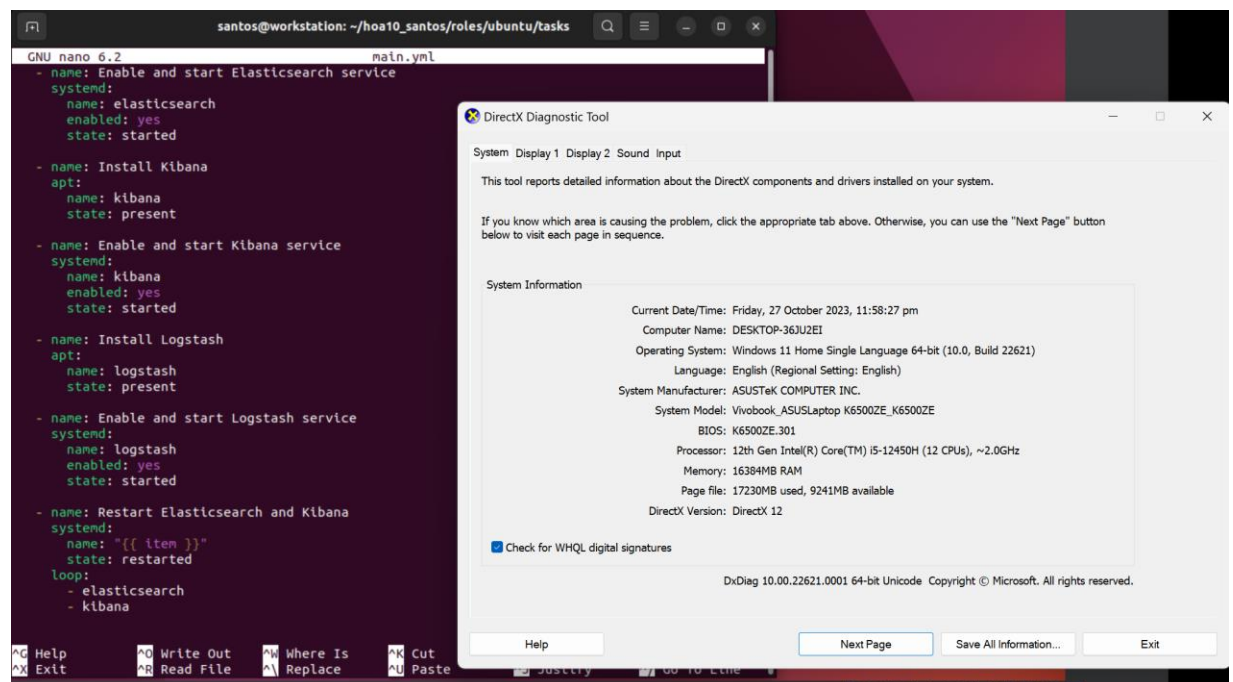 santos@workstation: ~/hoa10_santos/roles/ubuntu/tasks
GNU nano 6.2 main.yml
- name: Enable and start Elasticsearch service
systemd:
name: elasticsearch
enabled: yes
state: started
- name: Install Kibana
apt:
name: kibana
state: present
- name: Enable and start Kibana service
systemd:
name: kibana
enabled: yes
state: started
- name: Install Logstash
apt:
name: logstash
state: present
- name: Enable and start Logstash service
systemd:
name: logstash
enabled: yes
state: started
- name: Restart Elasticsearch and Kibana
systemd:
name: "{{ item }}"
state: restarted
loop:
- elasticsearch
- kibana
^G Help ^O Write Out ^W Where Is ^K Cut
^X Exit ^R Read File ^\ Replace ^U Paste
DirectX Diagnostic Tool
System Display 1 Display 2 Sound Input
This tool reports detailed information about the DirectX components and drivers installed on your system.
If you know which area is causing the problem, click the appropriate tab above. Otherwise, you can use the "Next Page" button
below to visit each page in sequence.
System Information
Current Date/Time: Friday, 27 October 2023, 11:58:27 pm
Computer Name: DESKTOP-36JU2EI
Operating System: Windows 11 Home Single Language 64-bit (10.0, Build 22621)
Language: English (Regional Setting: English)
System Manufacturer: ASUSTeK COMPUTER INC.
System Model: Vivobook_ASUSLaptop K6500ZE_K6500ZE
BIOS: K6500ZE.301
Processor: 12th Gen Intel(R) Core(TM) i5-12450H (12 CPUs), ~2.0GHz
Memory: 16384MB RAM
Page file: 17230MB used, 9241MB available
DirectX Version: DirectX 12
Check for WHQL digital signatures
DxDiag 10.00.22621.0001 64-bit Unicode Copyright © Microsoft. All rights reserved.
Help Next Page Save All Information... Exit